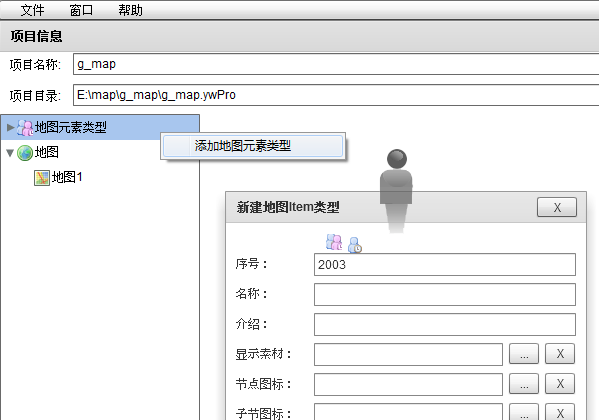 文件 窗口 帮助
项目信息
项目名称: g_map
项目目录: E:\map\g_map\g_map.ywPro
地图元素类型
添加地图元素类型
地图
地图1
新建地图Item类型 X
序号： 2003
名称：
介绍：
显示素材： ... X
节点图标： ... X
子节图标： ... X